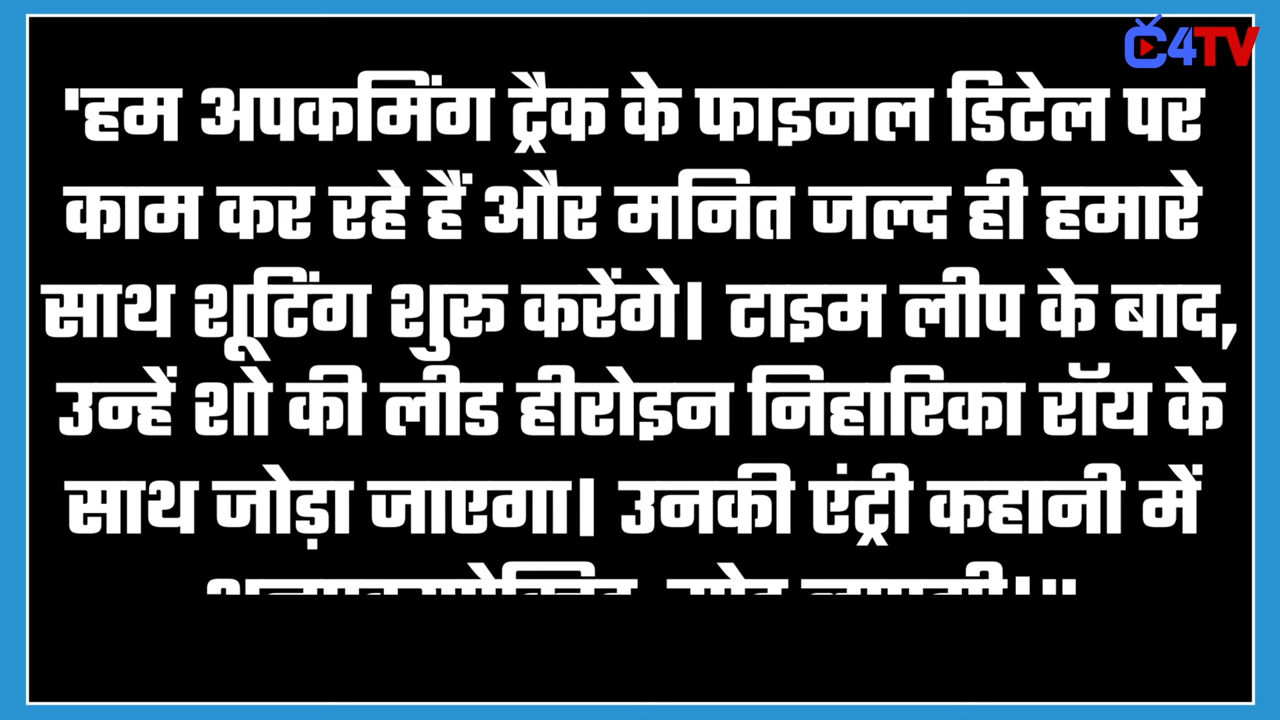 C4TV
'हम अपकमिंग ट्रैक के फाइनल डिटेल पर
काम कर रहे हैं और मनित जल्द ही हमारे
साथ शूटिंग शुरू करेंगे। टाइम लीप के बाद,
उन्हें शो की लीड हीरोइन निहारिका रॉय के
साथ जोड़ा जाएगा। उनकी एंट्री कहानी में